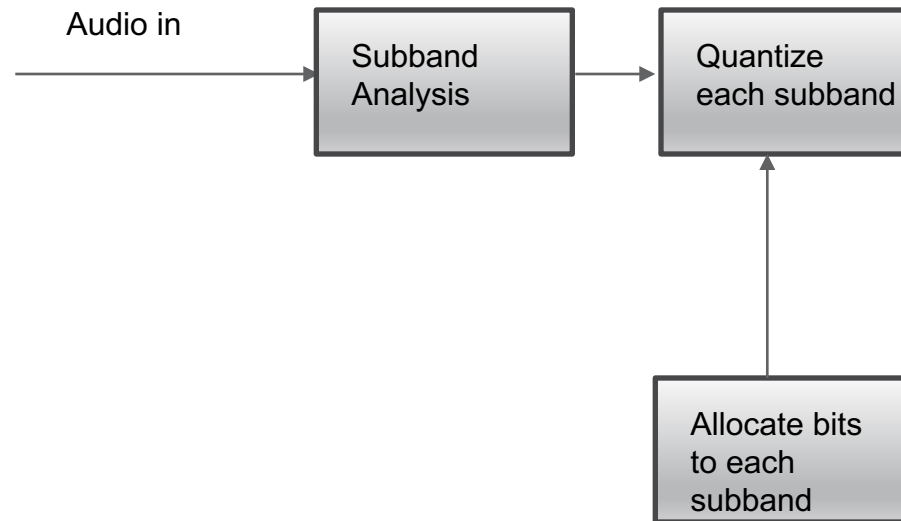 Audio in
Subband
Analysis
Quantize
each subband
Allocate bits
to each
subband